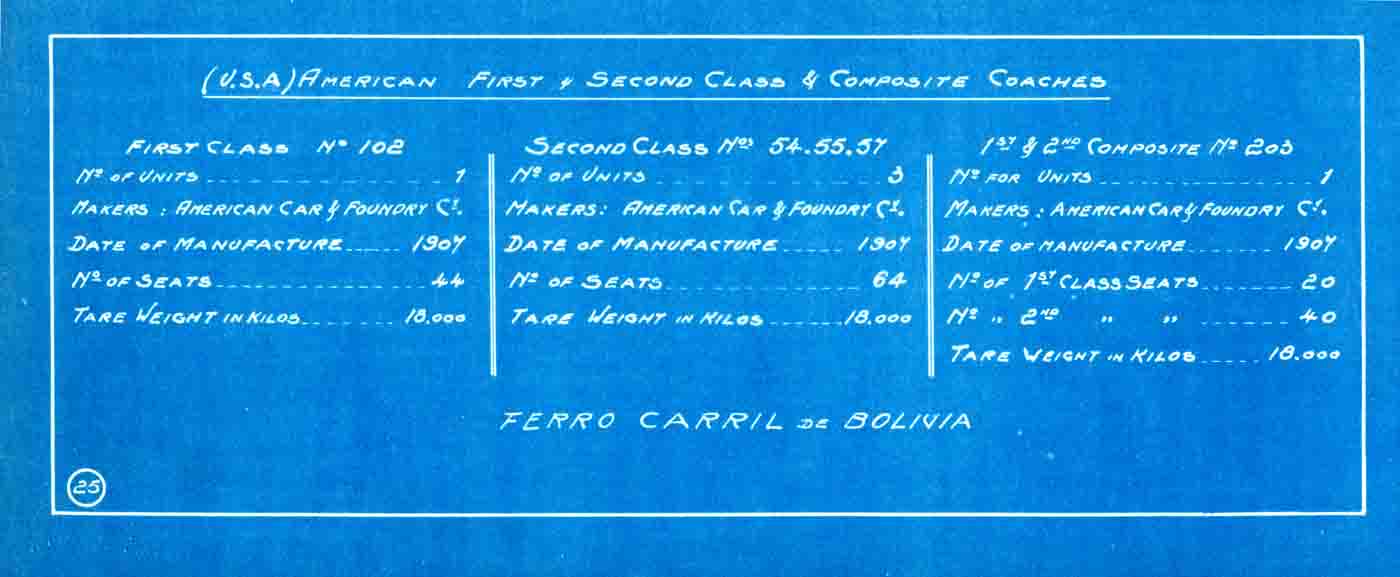 (U.S.A) AMERICAN FIRST & SECOND CLASS & COMPOSITE COACHES
FIRST CLASS Nº 102
Nº OF UNITS 1
MAKERS : AMERICAN CAR & FOUNDRY Cʸ.
DATE OF MANUFACTURE 1907
Nº OF SEATS 44
TARE WEIGHT IN KILOS 18.000
SECOND CLASS Nºˢ 54.55.57
Nº OF UNITS 3
MAKERS: AMERICAN CAR & FOUNDRY Cʸ.
DATE OF MANUFACTURE 1907
Nº OF SEATS 64
TARE WEIGHT IN KILOS 18.000
1ST & 2ND COMPOSITE Nº 203
Nº FOR UNITS 1
MAKERS : AMERICAN CAR & FOUNDRY Cʸ.
DATE OF MANUFACTURE 1907
Nº OF 1ST CLASS SEATS 20
Nº „ 2ND „ „ 40
TARE WEIGHT IN KILOS 18.000
FERRO CARRIL DE BOLIVIA
25